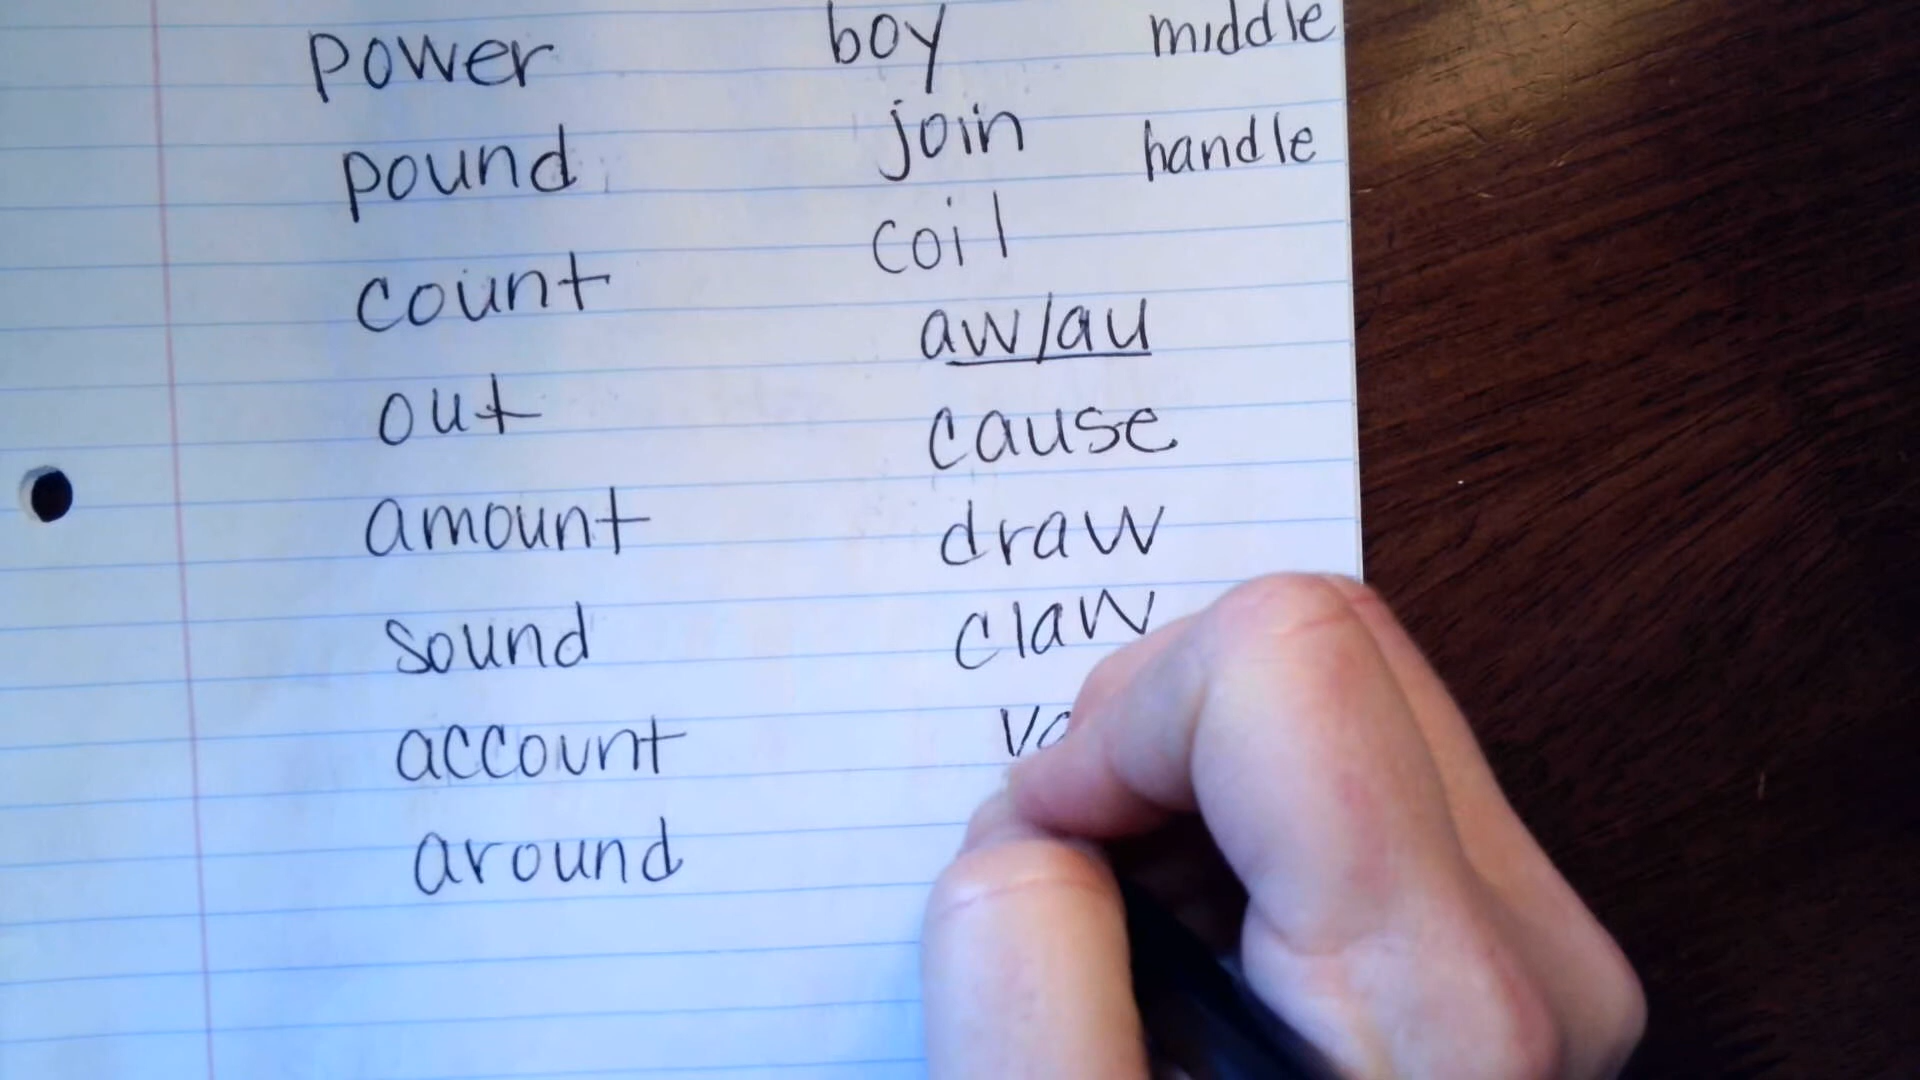 power
pound
count
out
amount
sound
account
around
boy
join
coil
aw/au
cause
draw
claw
middle
handle